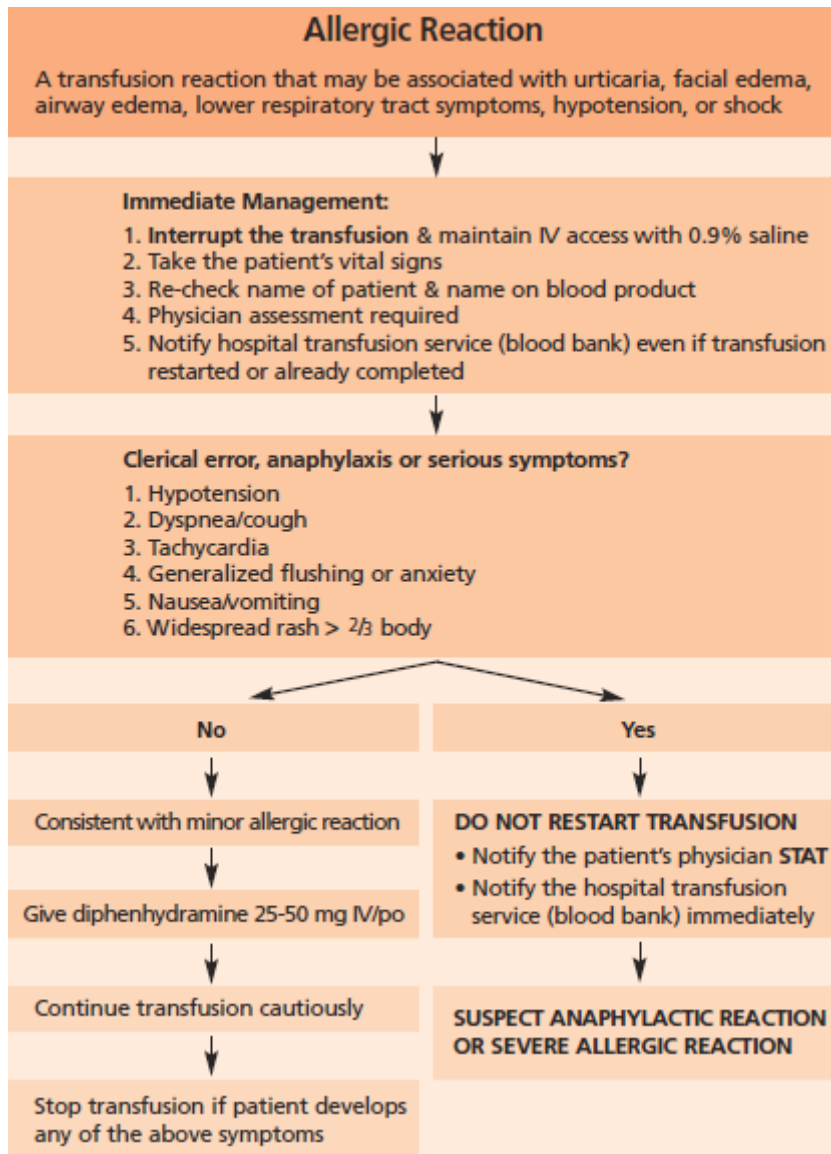 Allergic Reaction
A transfusion reaction that may be associated with urticaria, facial edema,
airway edema, lower respiratory tract symptoms, hypotension, or shock
Immediate Management:
1. Interrupt the transfusion & maintain IV access with 0.9% saline
2. Take the patient's vital signs
3. Re-check name of patient & name on blood product
4. Physician assessment required
5. Notify hospital transfusion service (blood bank) even if transfusion
restarted or already completed
Clerical error, anaphylaxis or serious symptoms?
1. Hypotension
2. Dyspnea/cough
3. Tachycardia
4. Generalized flushing or anxiety
5. Nausea/vomiting
6. Widespread rash > 2/3 body
No
Consistent with minor allergic reaction
Give diphenhydramine 25-50 mg IV/po
Continue transfusion cautiously
Stop transfusion if patient develops
any of the above symptoms
Yes
DO NOT RESTART TRANSFUSION
• Notify the patient's physician STAT
• Notify the hospital transfusion
service (blood bank) immediately
SUSPECT ANAPHYLACTIC REACTION
OR SEVERE ALLERGIC REACTION